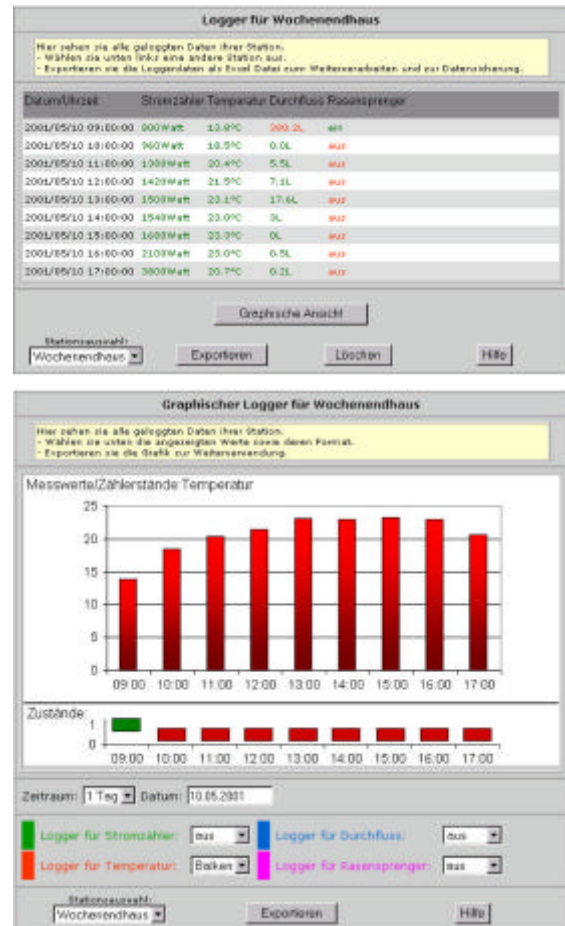 Logger für Wochenendhaus
Hier sehen sie alle geloggten Daten ihrer Station.
- Wählen sie unten links eine andere Station aus.
- Exportieren sie die Loggerdaten als Excel Datei zum Weiterverarbeiten und zur Datensicherung.
Datum/Uhrzeit Stromzähler Temperatur Durchfluss Rasensprenger
2001/05/10 09:00:00 800Watt 13.8°C 380.2L ein
2001/05/10 10:00:00 960Watt 18.5°C 0.0L aus
2001/05/10 11:00:00 1380Watt 20.4°C 5.5L aus
2001/05/10 12:00:00 1420Watt 21.5°C 7.1L aus
2001/05/10 13:00:00 1500Watt 23.1°C 17.6L aus
2001/05/10 14:00:00 1540Watt 23.0°C 0L aus
2001/05/10 15:00:00 1600Watt 23.3°C 0L aus
2001/05/10 16:00:00 2100Watt 23.0°C 0.5L aus
2001/05/10 17:00:00 3800Watt 20.7°C 0.2L aus
Graphische Ansicht
Stationsauswahl:
Wochenendhaus Exportieren Löschen Hilfe
Graphischer Logger für Wochenendhaus
Hier sehen sie alle geloggten Daten ihrer Station.
- Wählen sie unten die angezeigten Werte sowie deren Format.
- Exportieren sie die Grafik zur Weiterverwendung.
Messwerte/Zählerstände: Temperatur
25
20
15
10
5
0
09:00 10:00 11:00 12:00 13:00 14:00 15:00 16:00 17:00
Zustände:
1
0
09:00 10:00 11:00 12:00 13:00 14:00 15:00 16:00 17:00
Zeitraum: 1 Tag Datum: 10.05.2001
Logger für Stromzähler: aus Logger für Durchfluss: aus
Logger für Temperatur: Balken Logger für Rasensprenger: aus
Stationsauswahl:
Wochenendhaus Exportieren Hilfe